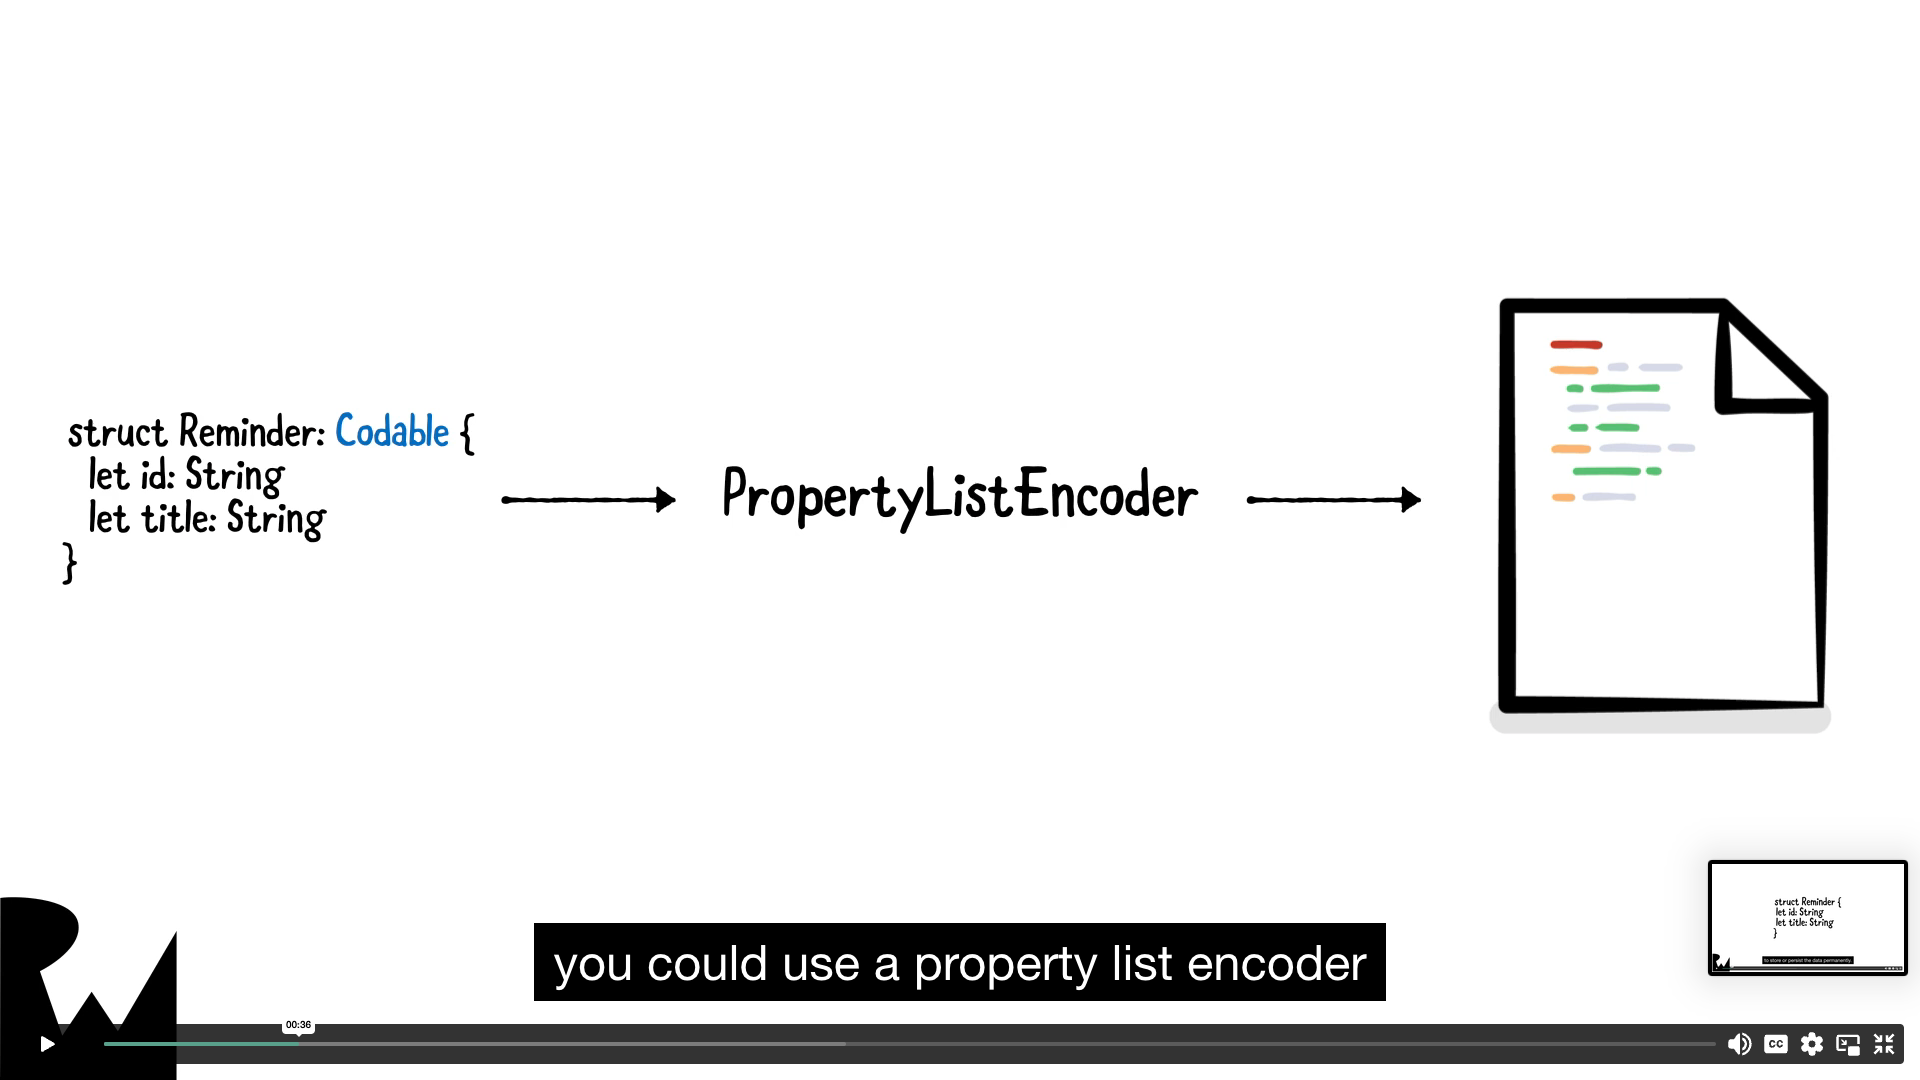 struct Reminder: Codable {
let id: String
let title: String
}
PropertyListEncoder
struct Reminder {
let id: String
let title: String
}
to store or persist the data permanently.
you could use a property list encoder
00:36
CC